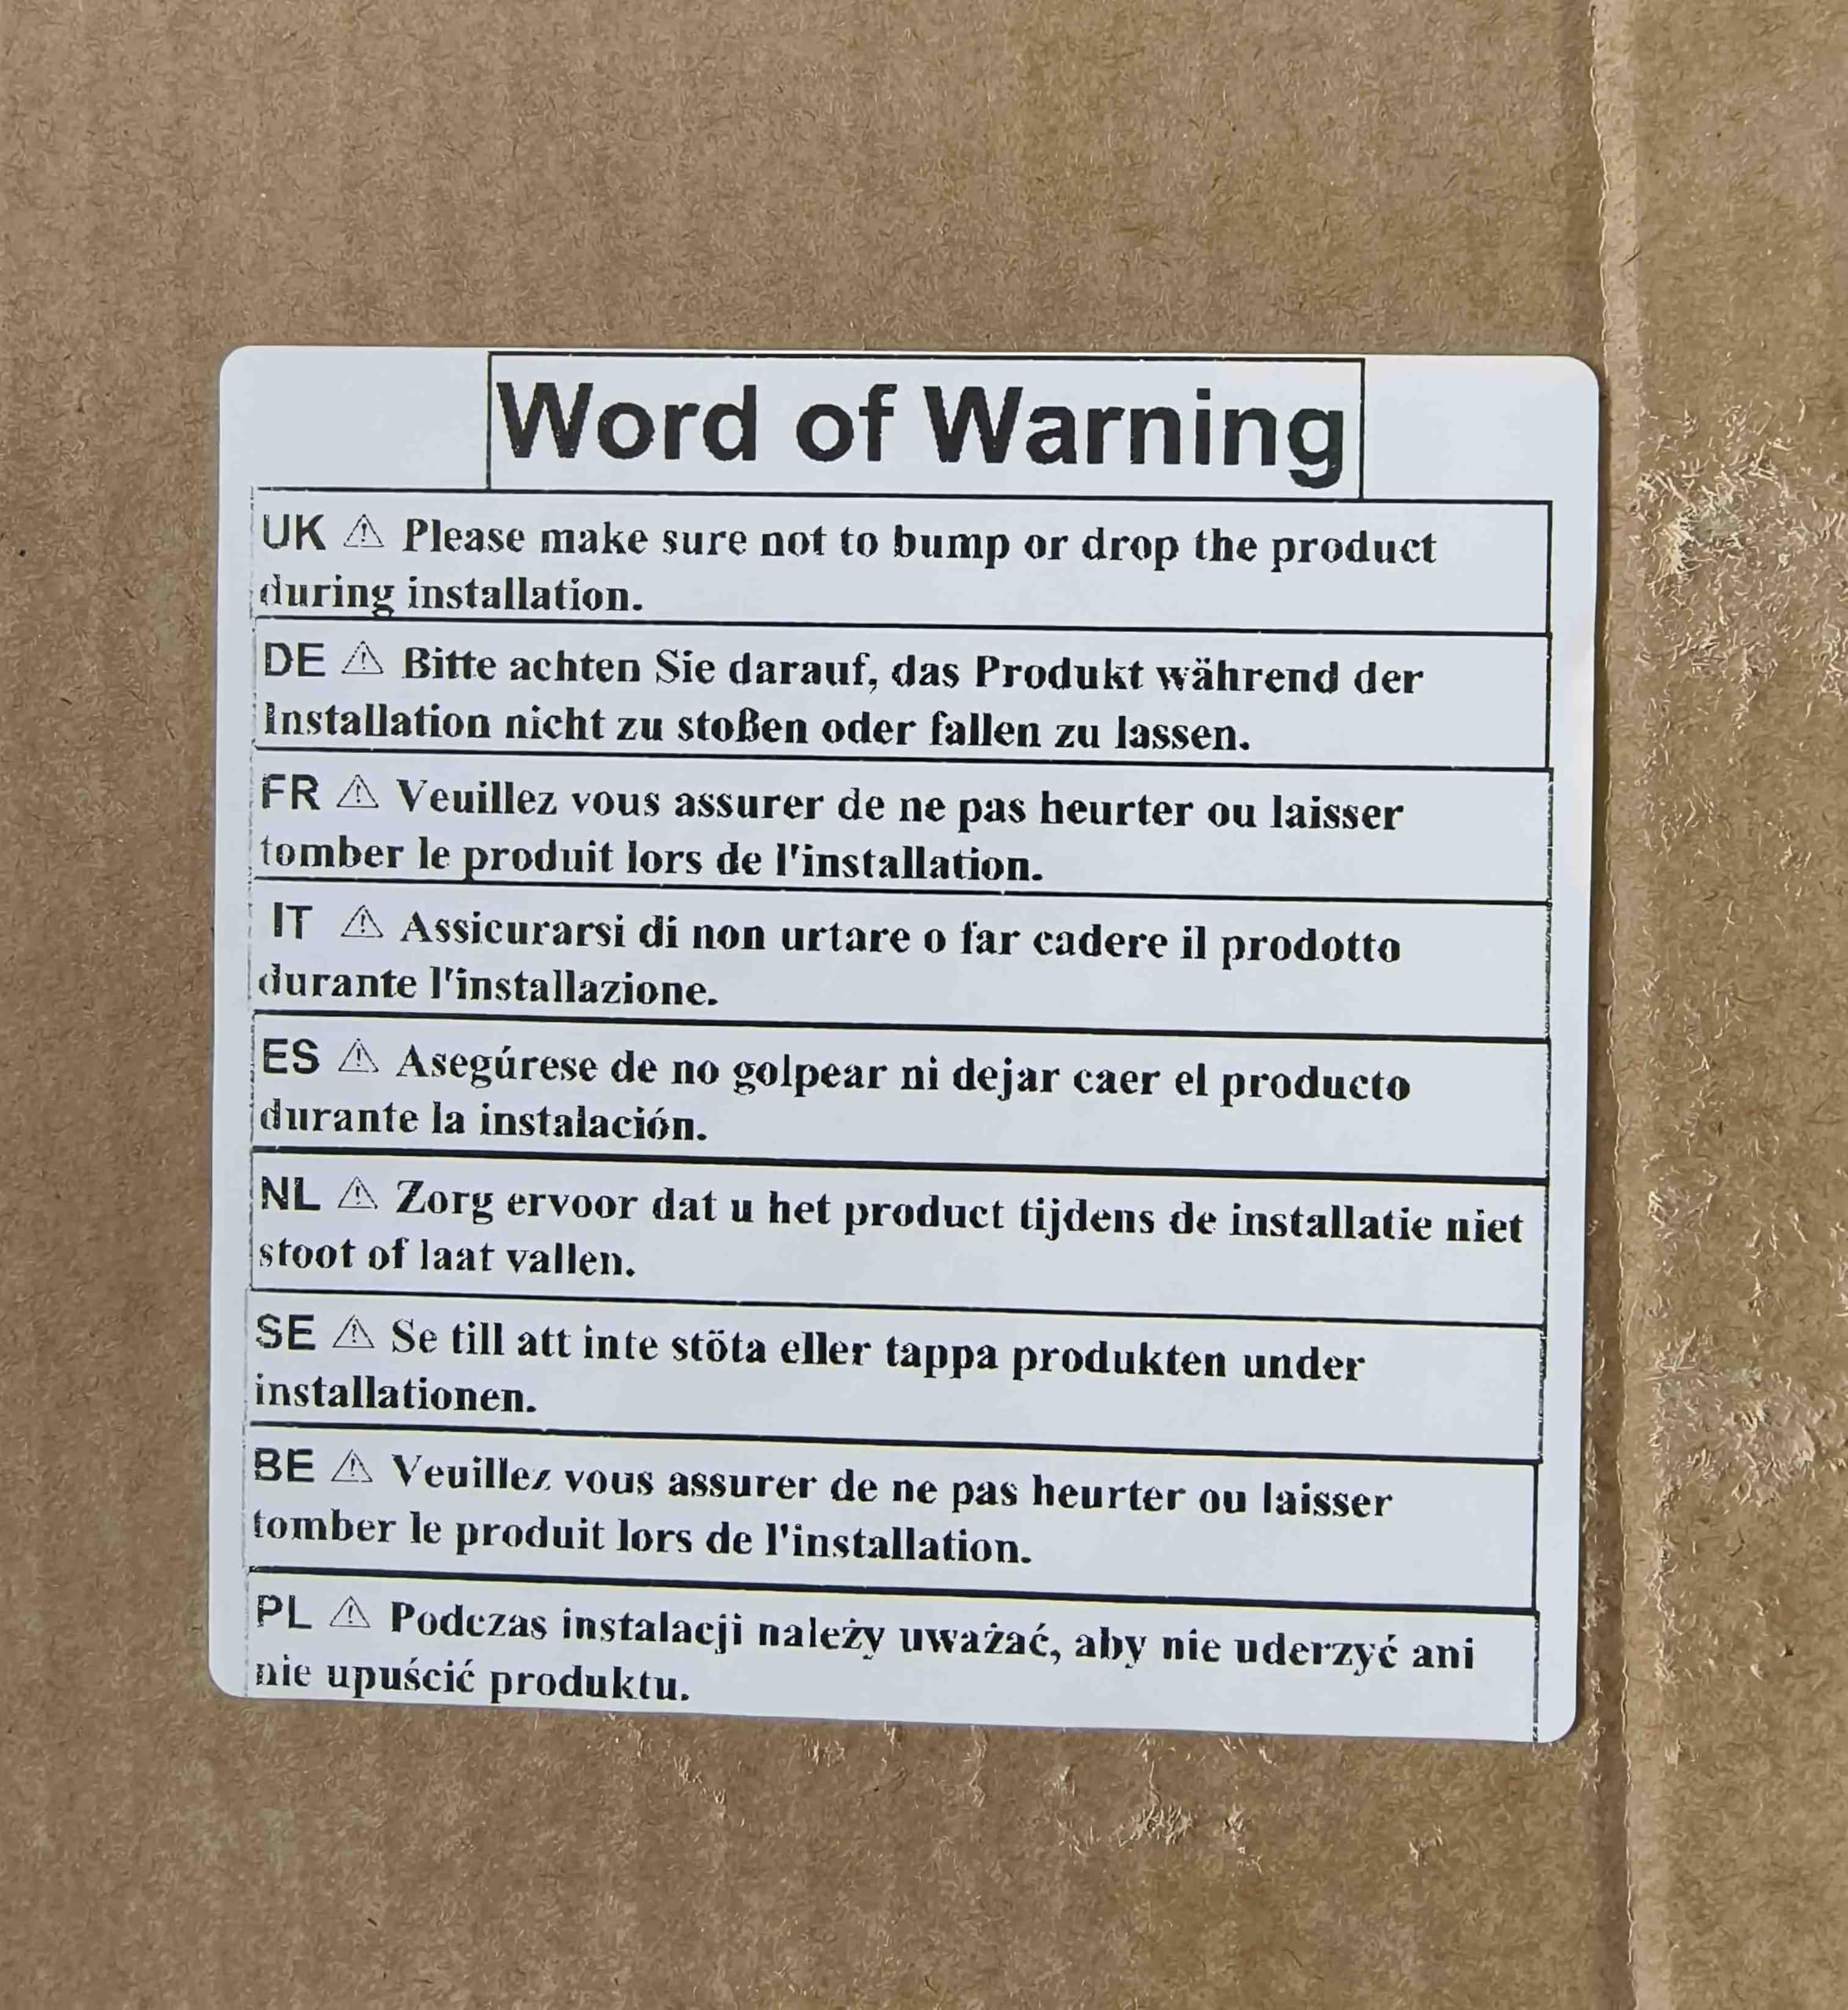 Word of Warning
UK ⚠ Please make sure not to bump or drop the product
during installation.
DE ⚠ Bitte achten Sie darauf, das Produkt während der
Installation nicht zu stoßen oder fallen zu lassen.
FR ⚠ Veuillez vous assurer de ne pas heurter ou laisser
tomber le produit lors de l'installation.
IT ⚠ Assicurarsi di non urtare o far cadere il prodotto
durante l'installazione.
ES ⚠ Asegúrese de no golpear ni dejar caer el producto
durante la instalación.
NL ⚠ Zorg ervoor dat u het product tijdens de installatie niet
stoot of laat vallen.
SE ⚠ Se till att inte stöta eller tappa produkten under
installationen.
BE ⚠ Veuillez vous assurer de ne pas heurter ou laisser
tomber le produit lors de l'installation.
PL ⚠ Podczas instalacji należy uważać, aby nie uderzyć ani
nie upuścić produktu.